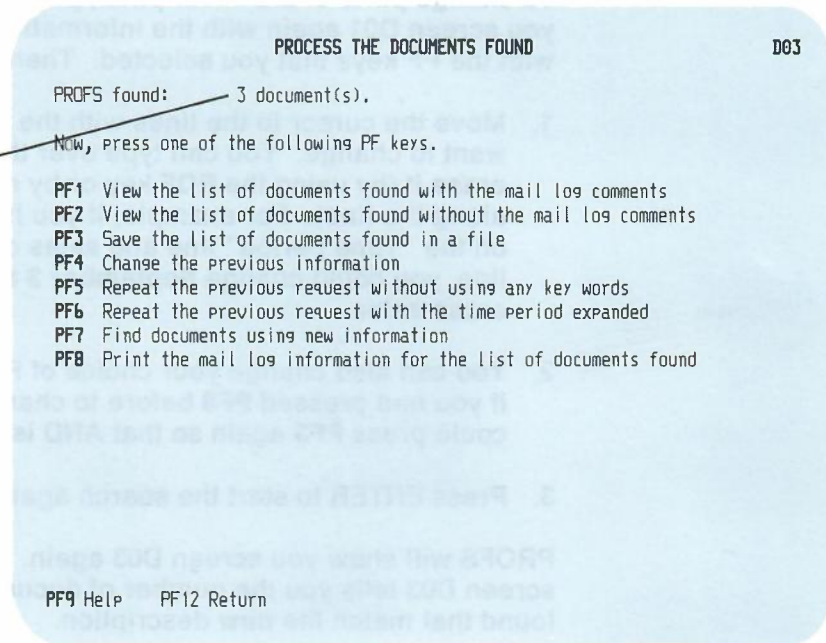 PROCESS THE DOCUMENTS FOUND D03
PROFS found: 3 document(s).
Now, press one of the following PF keys.
PF1 View the list of documents found with the mail log comments
PF2 View the list of documents found without the mail log comments
PF3 Save the list of documents found in a file
PF4 Change the previous information
PF5 Repeat the previous request without using any key words
PF6 Repeat the previous request with the time period expanded
PF7 Find documents using new information
PF8 Print the mail log information for the list of documents found
PF9 Help PF12 Return